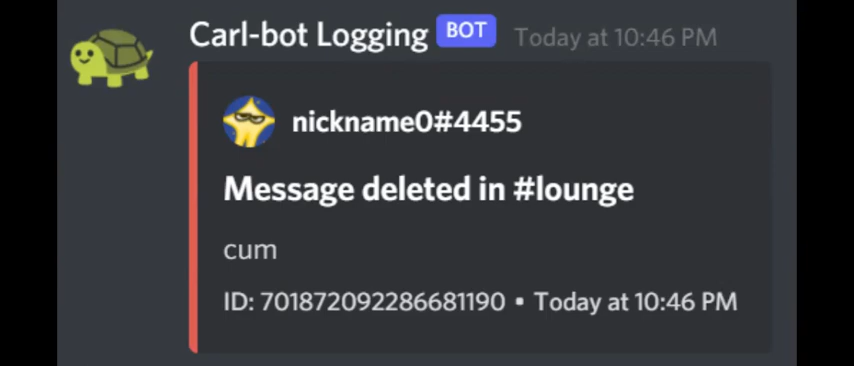 Carl-bot Logging BOT Today at 10:46 PM
nickname0#4455
Message deleted in #lounge
cum
ID: 701872092286681190 • Today at 10:46 PM